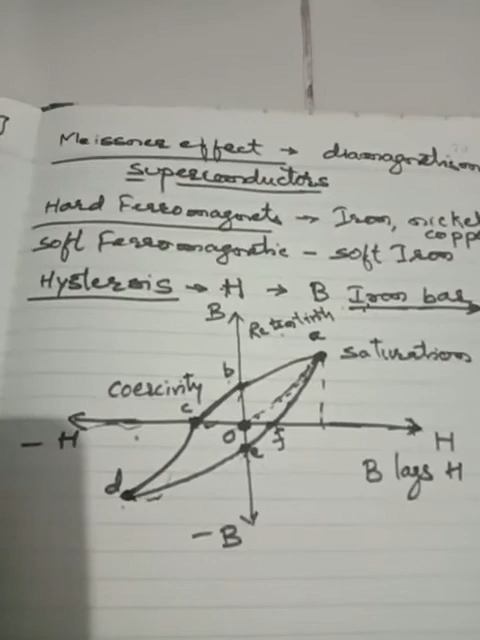 Meissner effect → diamagnetism
Superconductors
Hard Ferromagnets → Iron, nickel
copp
soft Ferromagnetic - soft Iron
Hysteresis → H → B Iron bar
B
Retentivity
a
saturation
b
coercivity
c
O
f
e
- H
H
d
B lags H
- B